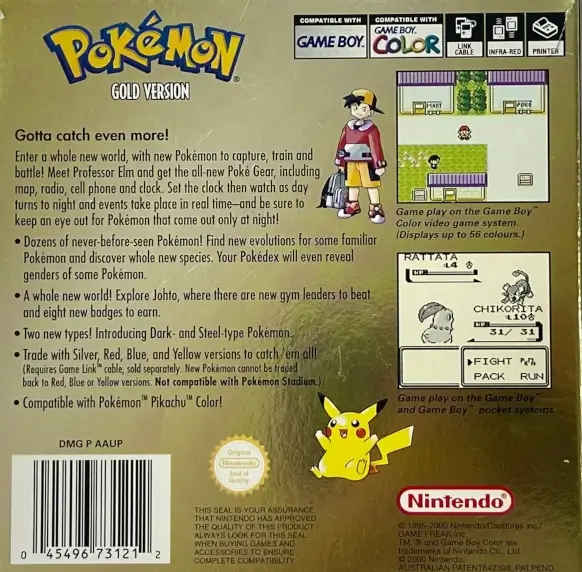 POKéMON
GOLD VERSION
COMPATIBLE WITH
GAME BOY
COMPATIBLE WITH
GAME BOY
COLOR
LINK
CABLE
INFRA-RED
PRINTER
MART
POKé
Game play on the Game Boy™
Color video game system.
(Displays up to 56 colours.)
Gotta catch even more!
Enter a whole new world, with new Pokémon to capture, train and
battle! Meet Professor Elm and get the all-new Poké Gear, including
map, radio, cell phone and clock. Set the clock then watch as day
turns to night and events take place in real time—and be sure to
keep an eye out for Pokémon that come out only at night!
• Dozens of never-before-seen Pokémon! Find new evolutions for some familiar
Pokémon and discover whole new species. Your Pokédex will even reveal
genders of some Pokémon.
• A whole new world! Explore Johto, where there are new gym leaders to beat
and eight new badges to earn.
• Two new types! Introducing Dark- and Steel-type Pokémon.
• Trade with Silver, Red, Blue, and Yellow versions to catch 'em all!
(Requires Game Link™ cable, sold separately. New Pokémon cannot be traded
back to Red, Blue or Yellow versions. Not compatible with Pokémon Stadium.)
• Compatible with Pokémon™ Pikachu™ Color!
RATTATA
:L4♂
HP:
CHIKORITA
:L10♂
HP:
31/ 31
▶FIGHT PKMN
PACK RUN
Game play on the Game Boy™
and Game Boy™ pocket systems.
DMG P AAUP
0 45496 73121 2
Original
Nintendo
Seal of
Quality
THIS SEAL IS YOUR ASSURANCE
THAT NINTENDO HAS APPROVED
THE QUALITY OF THIS PRODUCT
ALWAYS LOOK FOR THIS SEAL
WHEN BUYING GAMES AND
ACCESSORIES TO ENSURE
COMPLETE COMPATIBILITY
Nintendo®
© 1995-2000 Nintendo/Creatures inc.
GAME FREAK inc.
TM, ® and Game Boy Color are
trademarks of Nintendo Co., Ltd.
© 2000 Nintendo.
AUSTRALIAN PATENT642398, PAT.PEND.